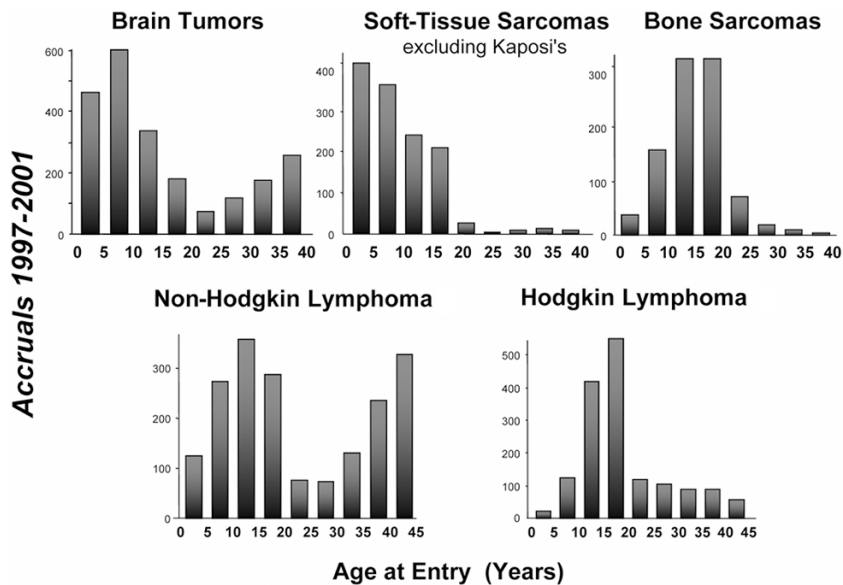 Brain Tumors
Soft-Tissue Sarcomas
excluding Kaposi's
Bone Sarcomas
Accruals 1997-2001
600
400
200
0
0 5 10 15 20 25 30 35 40
400
300
200
100
0
0 5 10 15 20 25 30 35 40
300
200
100
0
0 5 10 15 20 25 30 35 40
Non-Hodgkin Lymphoma
Hodgkin Lymphoma
300
200
100
0
0 5 10 15 20 25 30 35 40 45
500
400
300
200
100
0
0 5 10 15 20 25 30 35 40 45
Age at Entry (Years)